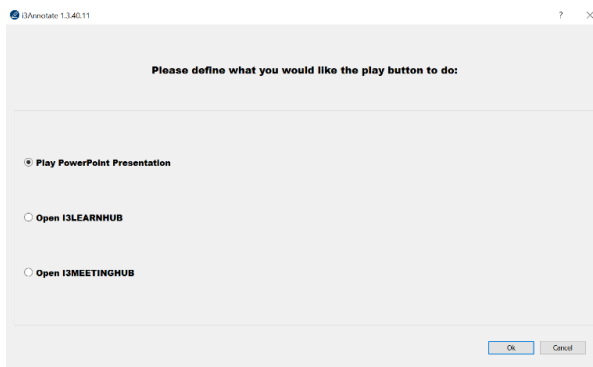 i3Annotate 1.3.40.11
Please define what you would like the play button to do:
Play PowerPoint Presentation
Open I3LEARNHUB
Open I3MEETINGHUB
Ok Cancel